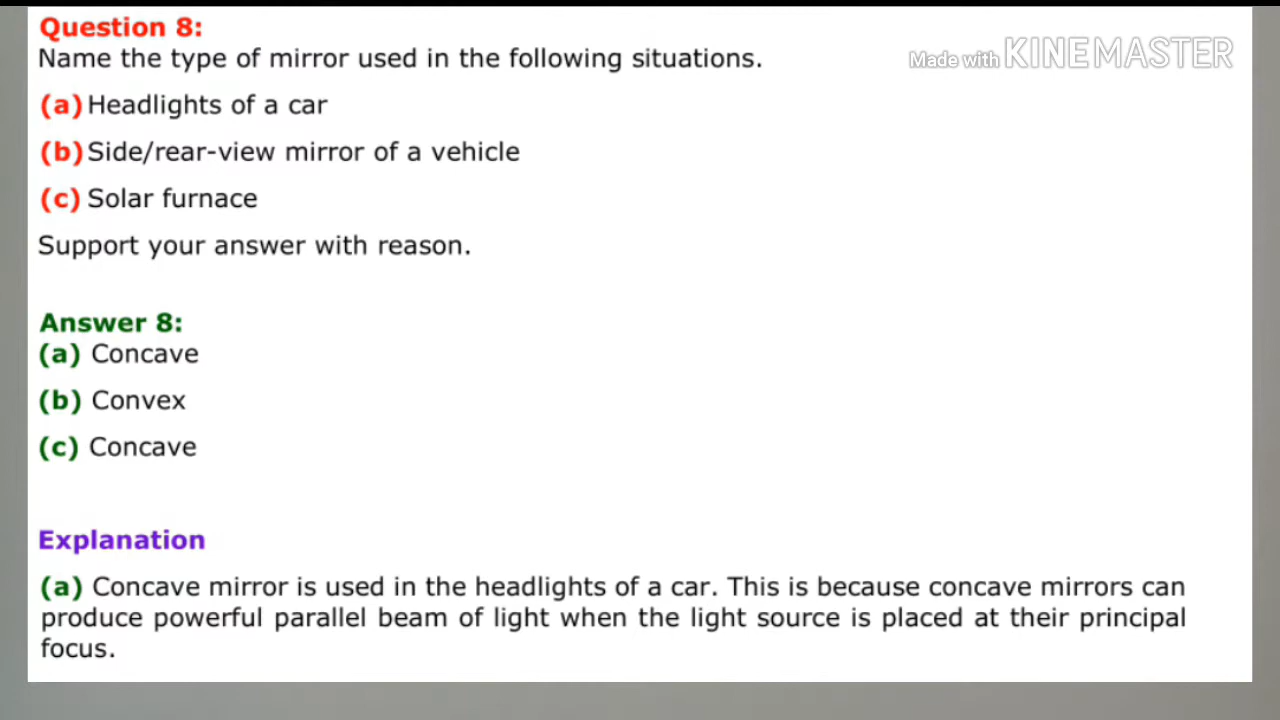 Question 8:
Made with KINEMASTER
Name the type of mirror used in the following situations.
(a) Headlights of a car
(b) Side/rear-view mirror of a vehicle
(c) Solar furnace
Support your answer with reason.
Answer 8:
(a) Concave
(b) Convex
(c) Concave
Explanation
(a) Concave mirror is used in the headlights of a car. This is because concave mirrors can
produce powerful parallel beam of light when the light source is placed at their principal
focus.